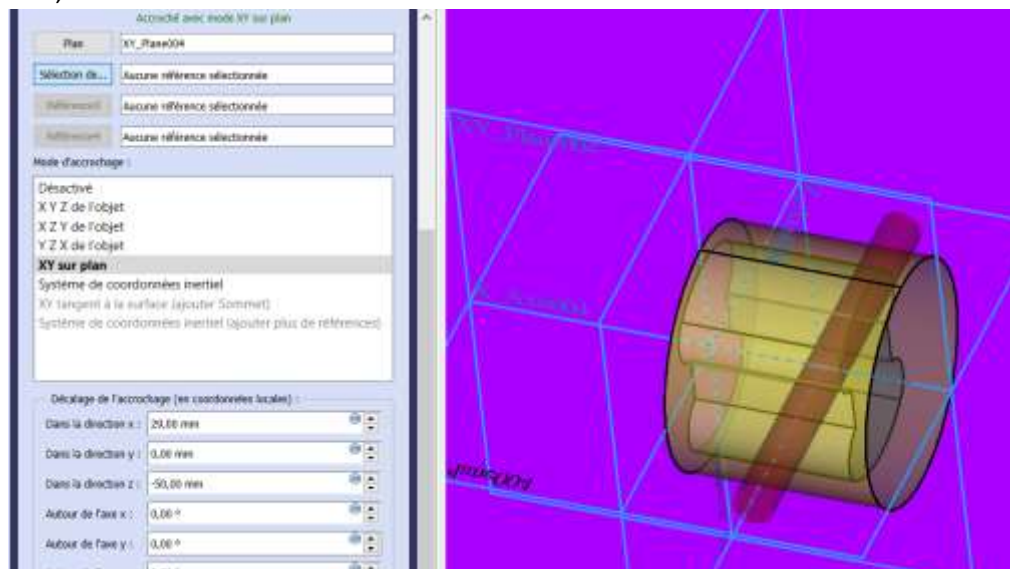 Accroché avec mode XY sur plan
Plan XY_Plane004
Sélection de... Aucune référence sélectionnée
Aucune référence sélectionnée
Aucune référence sélectionnée
Mode d'accrochage :
Désactivé
X Y Z de l'objet
X Z Y de l'objet
Y Z X de l'objet
XY sur plan
Système de coordonnées inertiel
XY tangent à la surface (ajouter Sommet)
Système de coordonnées inertiel (ajouter plus de références)
Décalage de l'accrochage (en coordonnées locales) :
Dans la direction x : 29,00 mm
Dans la direction y : 0,00 mm
Dans la direction z : -50,00 mm
Autour de l'axe x : 0,00 °
Autour de l'axe y : 0,00 °